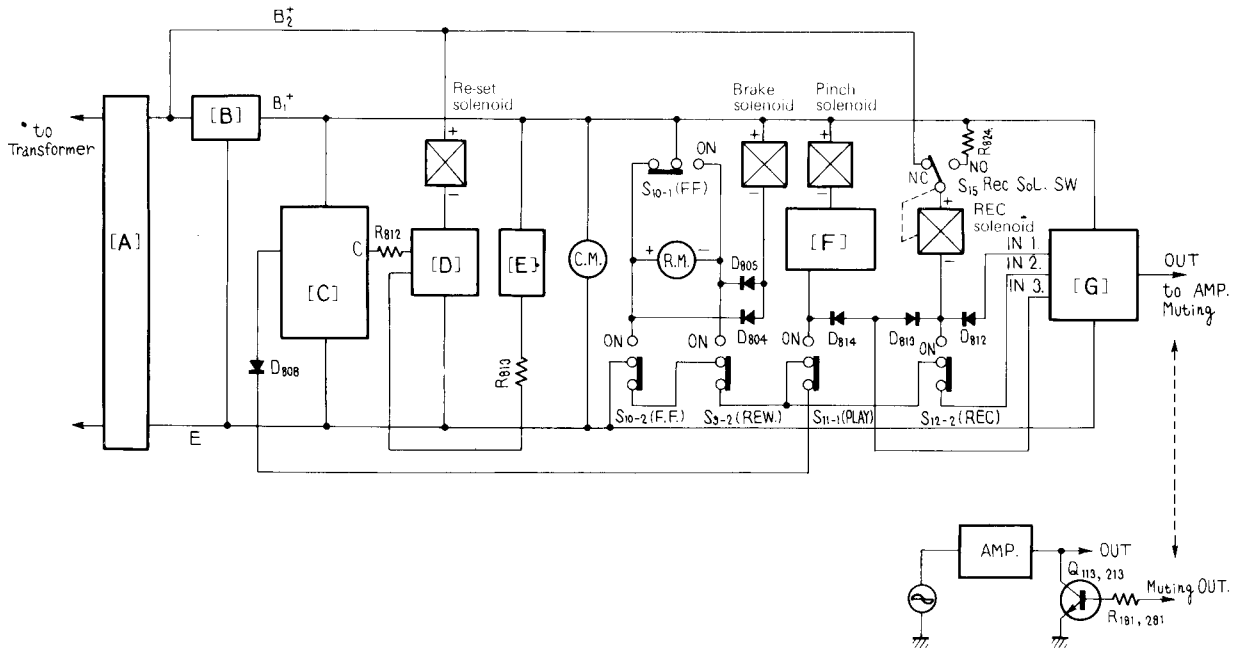 B2+
[B]
B1+
to
Transformer
[A]
E
Re-set
solenoid
+
−
R812
C
[C]
[D]
D808
[E]
R813
C.M.
ON
S10-1(F.F)
+ R.M. −
D805
D804
Brake
solenoid
+
−
Pinch
solenoid
+
−
[F]
R824
NC
NO
S15 Rec SOL. SW
+
REC
solenoid
−
IN 1.
IN 2.
IN 3.
[G]
OUT
to AMP.
Muting
ON
ON
ON
D814
D813
ON
D812
S10-2(F.F.)
S9-2(REW.)
S11-1(PLAY)
S12-2(REC)
AMP.
OUT
Q113, 213
Muting OUT.
R181, 281